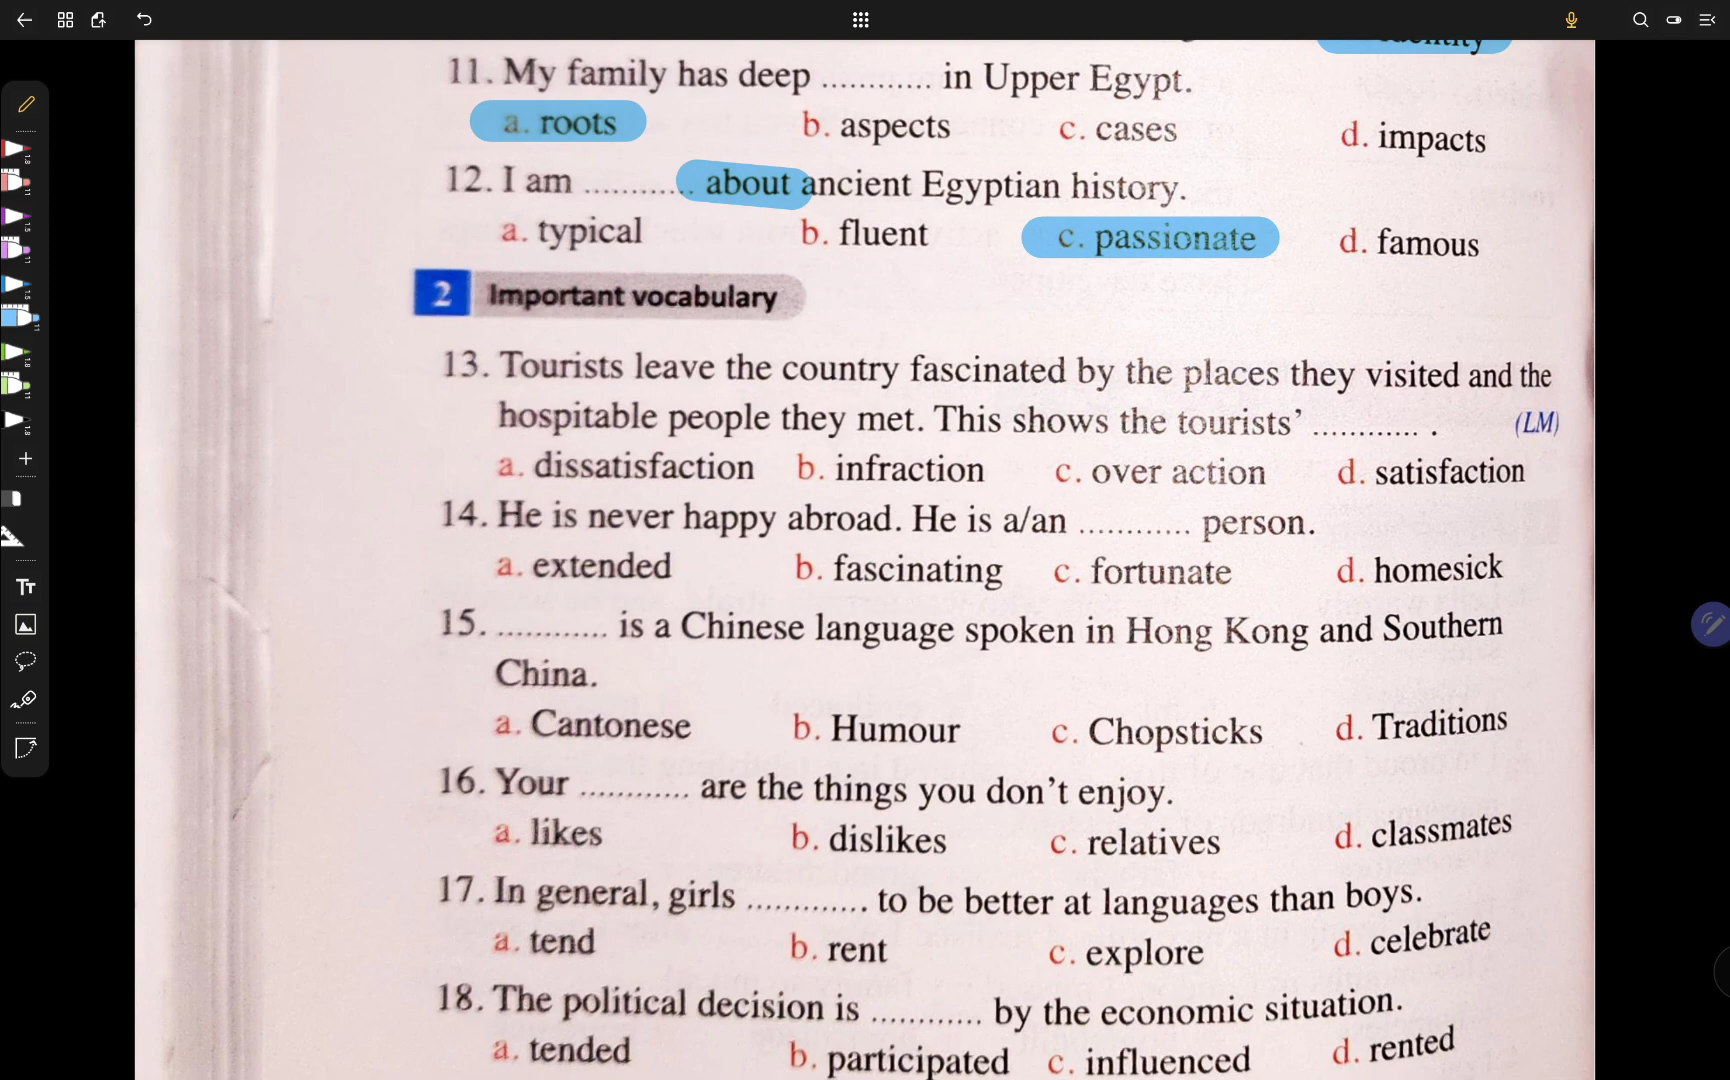 identity
11. My family has deep ............ in Upper Egypt.
a. roots b. aspects c. cases d. impacts
12. I am ............ about ancient Egyptian history.
a. typical b. fluent c. passionate d. famous
2 Important vocabulary
13. Tourists leave the country fascinated by the places they visited and the
hospitable people they met. This shows the tourists' ............ . (LM)
a. dissatisfaction b. infraction c. over action d. satisfaction
14. He is never happy abroad. He is a/an ............ person.
a. extended b. fascinating c. fortunate d. homesick
15. ............ is a Chinese language spoken in Hong Kong and Southern
China.
a. Cantonese b. Humour c. Chopsticks d. Traditions
16. Your ............ are the things you don't enjoy.
a. likes b. dislikes c. relatives d. classmates
17. In general, girls ............. to be better at languages than boys.
a. tend b. rent c. explore d. celebrate
18. The political decision is ............ by the economic situation.
a. tended b. participated c. influenced d. rented